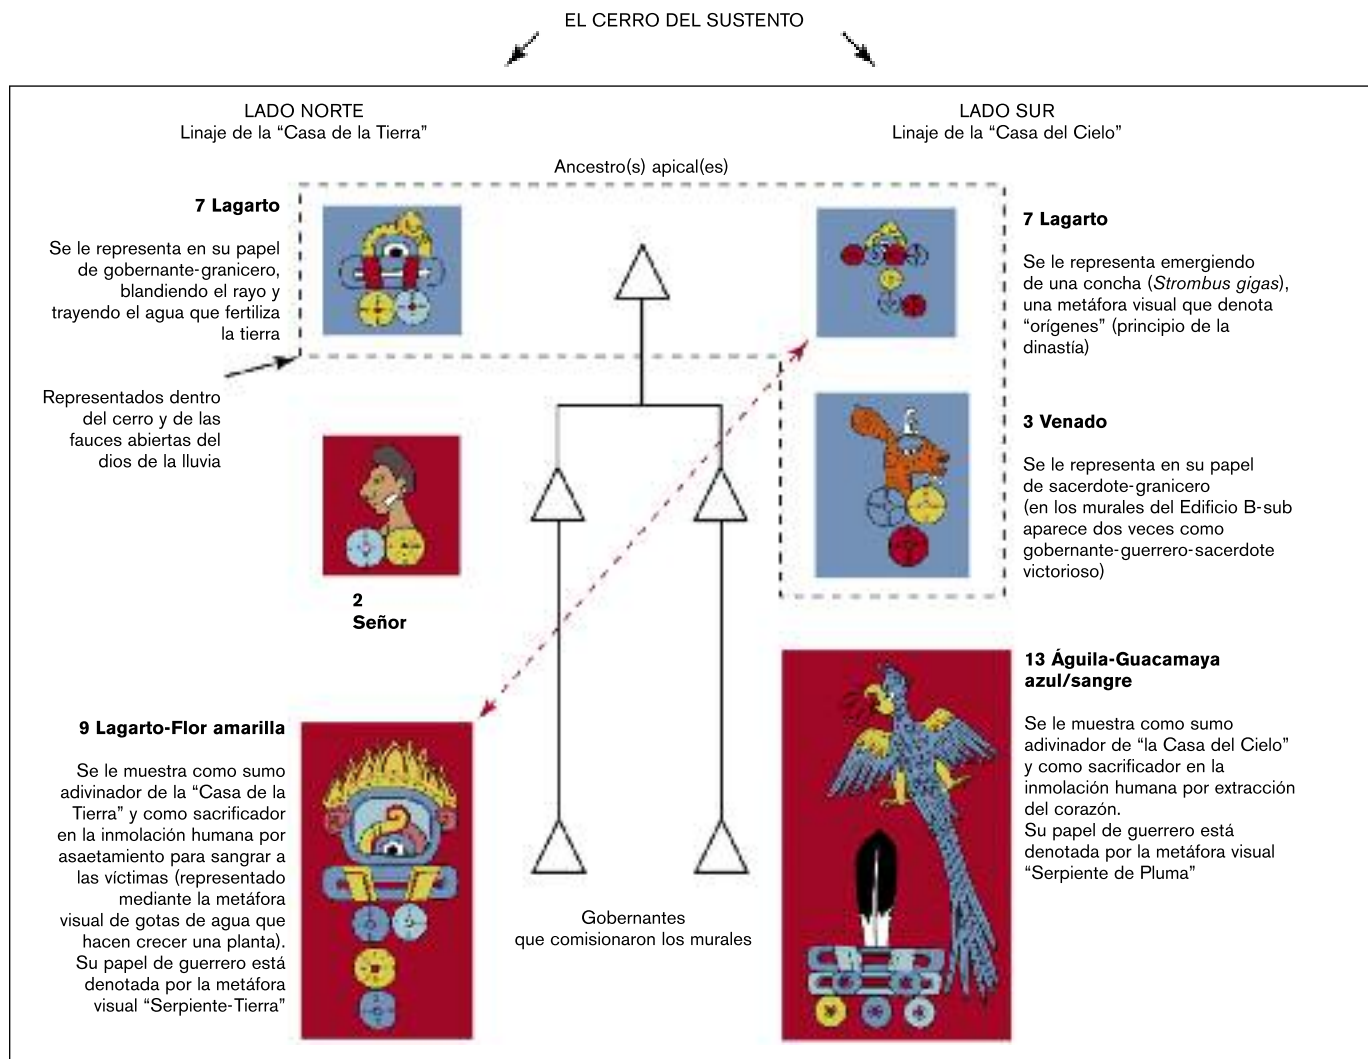 EL CERRO DEL SUSTENTO
LADO NORTE
Linaje de la “Casa de la Tierra”
LADO SUR
Linaje de la “Casa del Cielo”
Ancestro(s) apical(es)
7 Lagarto
Se le representa en su papel
de gobernante-granicero,
blandiendo el rayo y
trayendo el agua que fertiliza
la tierra
Representados dentro
del cerro y de las
fauces abiertas del
dios de la lluvia
7 Lagarto
Se le representa emergiendo
de una concha (Strombus gigas),
una metáfora visual que denota
“orígenes” (principio de la
dinastía)
3 Venado
Se le representa en su papel
de sacerdote-granicero
(en los murales del Edificio B-sub
aparece dos veces como
gobernante-guerrero-sacerdote
victorioso)
2
Señor
9 Lagarto-Flor amarilla
Se le muestra como sumo
adivinador de la “Casa de la
Tierra” y como sacrificador
en la inmolación humana por
asaetamiento para sangrar a
las víctimas (representado
mediante la metáfora
visual de gotas de agua que
hacen crecer una planta).
Su papel de guerrero está
denotada por la metáfora
visual “Serpiente-Tierra”
13 Águila-Guacamaya
azul/sangre
Se le muestra como sumo
adivinador de “la Casa del Cielo”
y como sacrificador en la
inmolación humana por extracción
del corazón.
Su papel de guerrero está
denotada por la metáfora visual
“Serpiente de Pluma”
Gobernantes
que comisionaron los murales